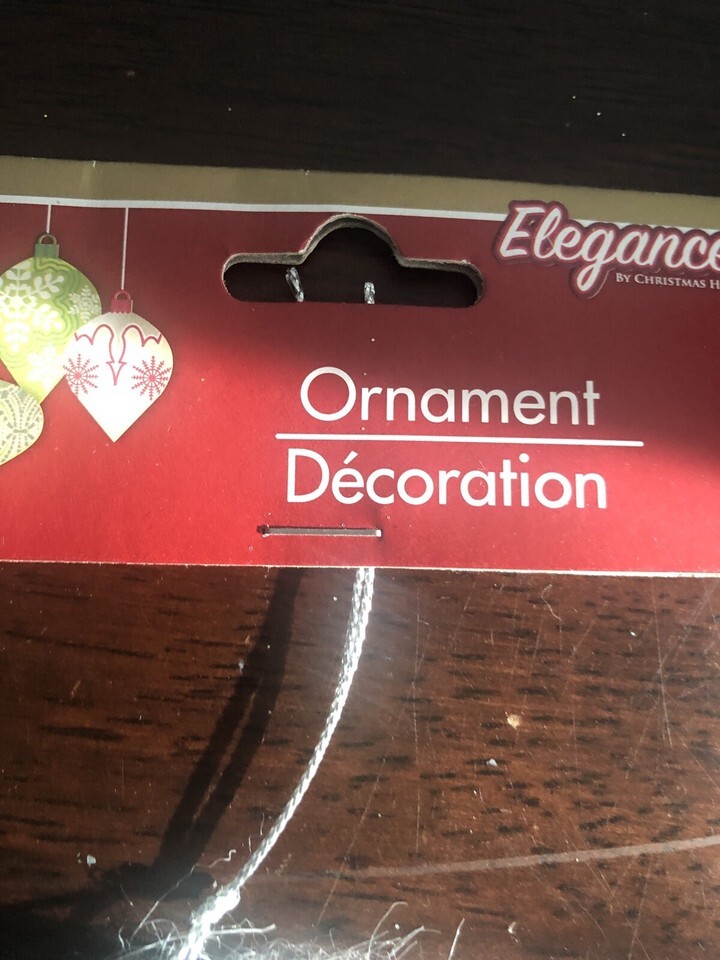 Elegance
BY CHRISTMAS
Ornament
Décoration